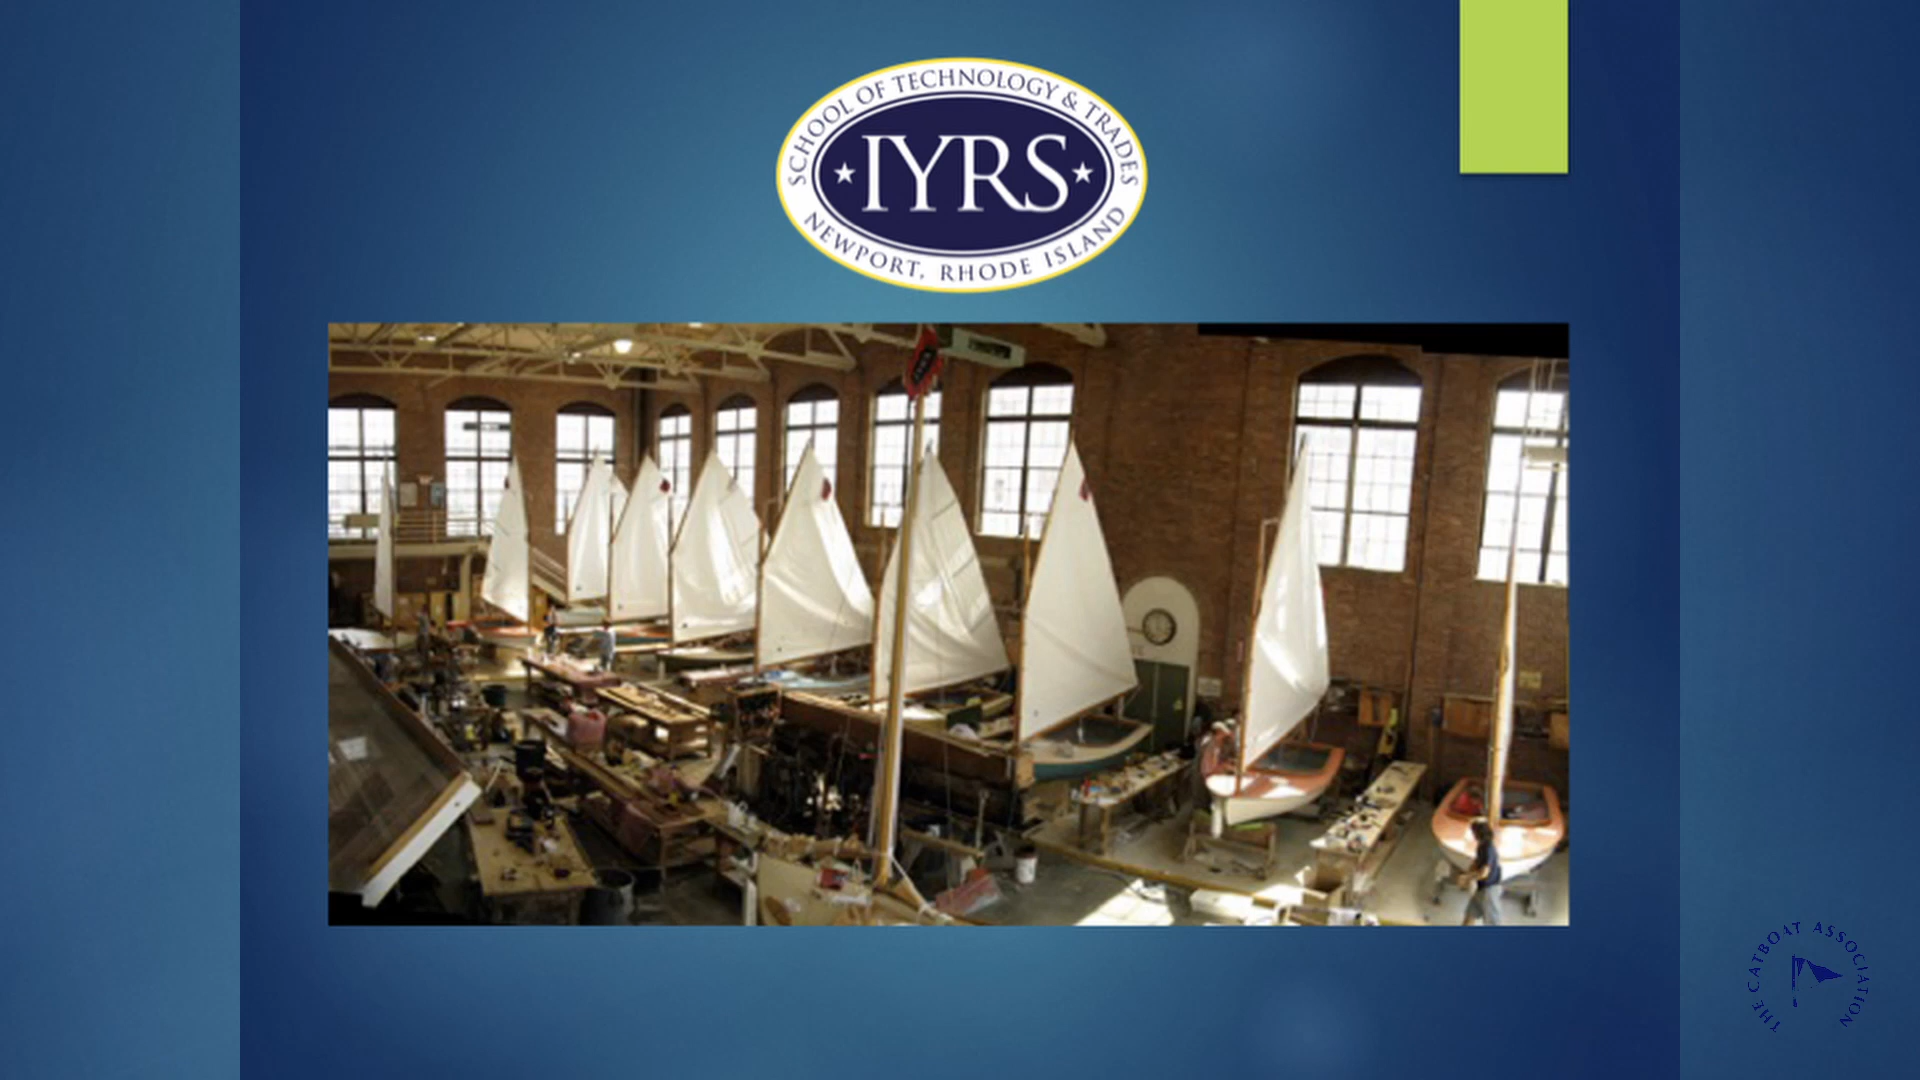 SCHOOL OF TECHNOLOGY & TRADES
IYRS
NEWPORT, RHODE ISLAND
THE CATBOAT ASSOCIATION